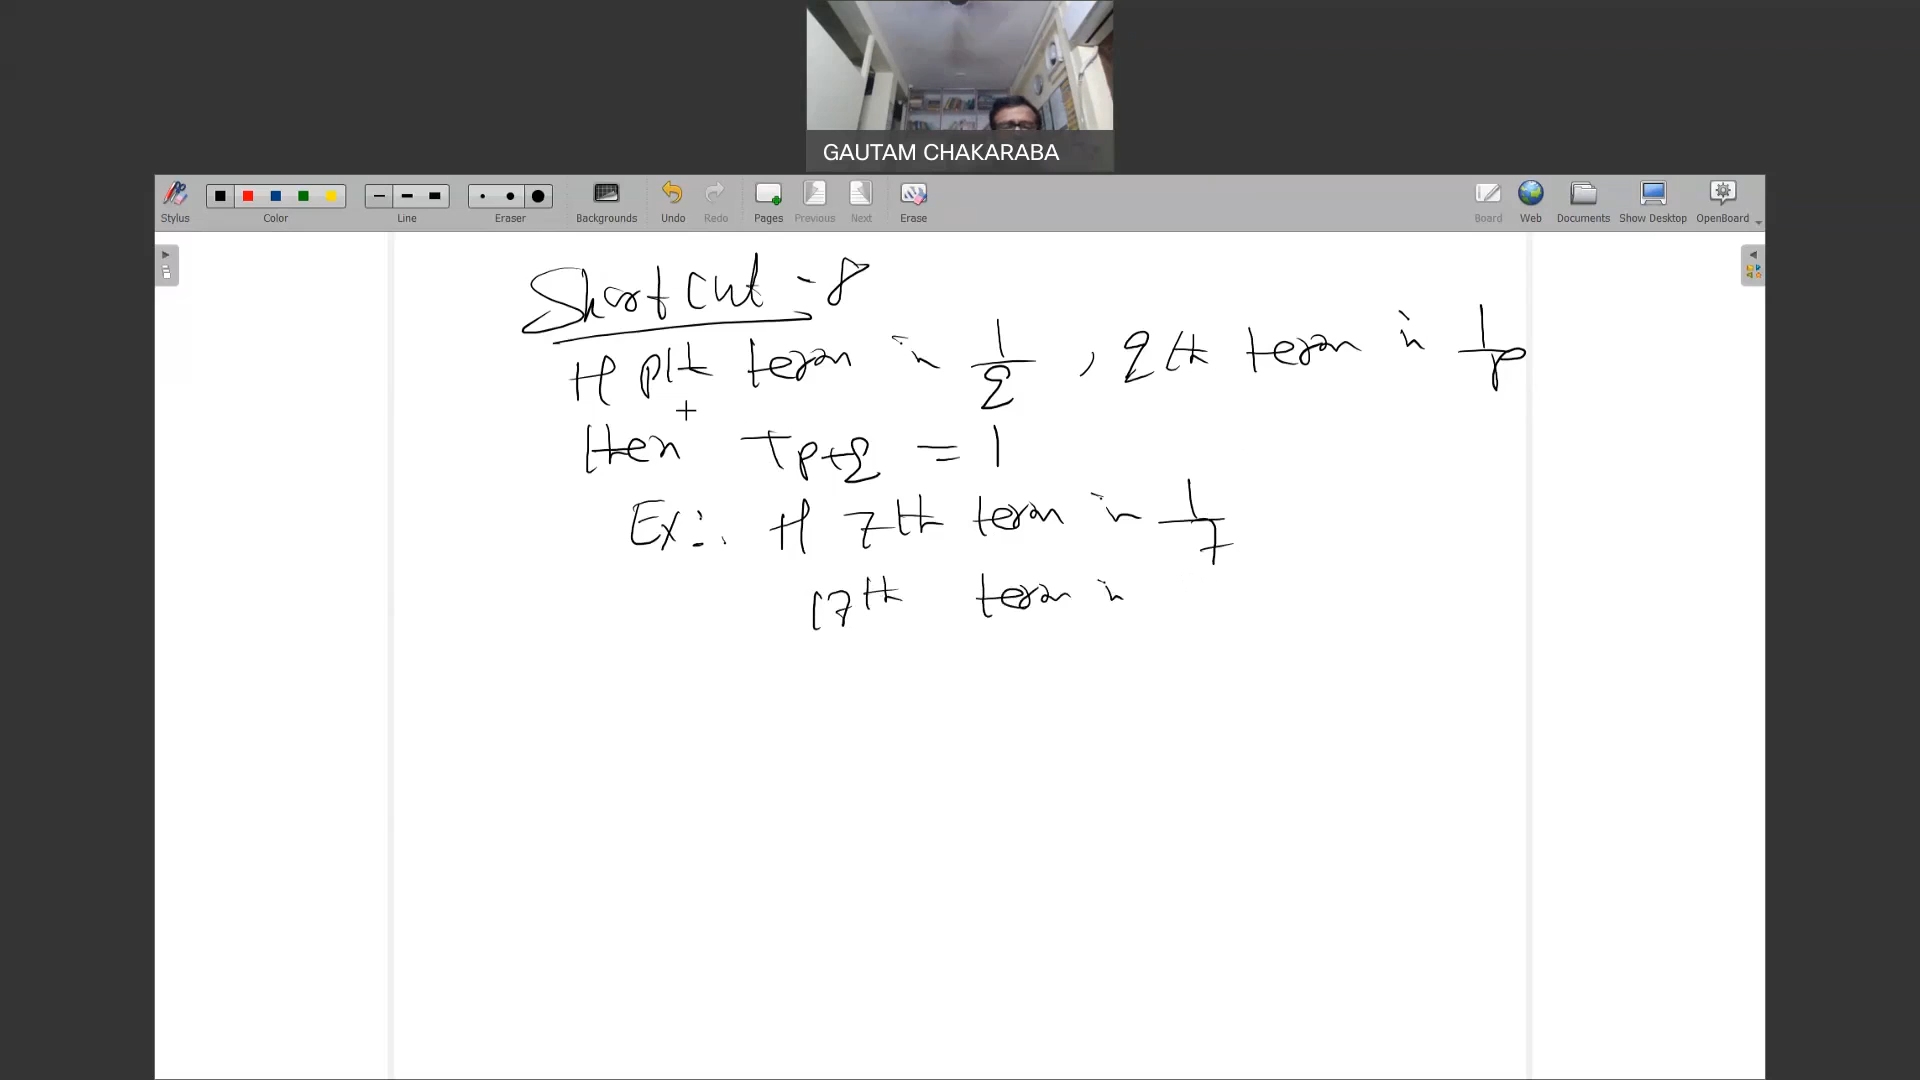 GAUTAM CHAKARABA
Stylus Color Line Eraser Backgrounds Undo Redo Pages Previous Next Erase Board Web Documents Show Desktop OpenBoard
Shortcut - 8
If pth term is 1/q, qth term is 1/p
then T p+q = 1
Ex:- If 7th term is 1/7
17th term is